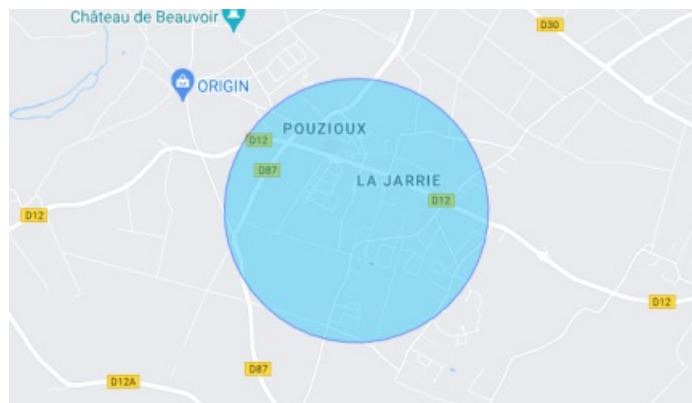 Château de Beauvoir
D30
ORIGIN
POUZIOUX
D12
D87
LA JARRIE
D12
D12
D12
D87
D12A